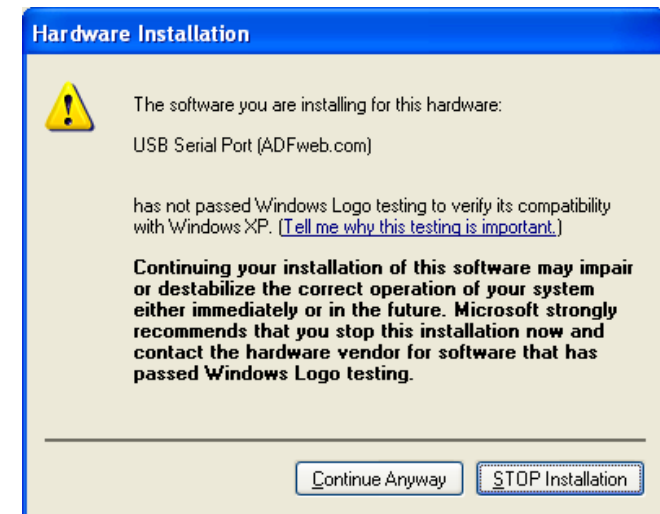 Hardware Installation
The software you are installing for this hardware:
USB Serial Port (ADFweb.com)
has not passed Windows Logo testing to verify its compatibility
with Windows XP. (Tell me why this testing is important.)
Continuing your installation of this software may impair
or destabilize the correct operation of your system
either immediately or in the future. Microsoft strongly
recommends that you stop this installation now and
contact the hardware vendor for software that has
passed Windows Logo testing.
Continue Anyway
STOP Installation